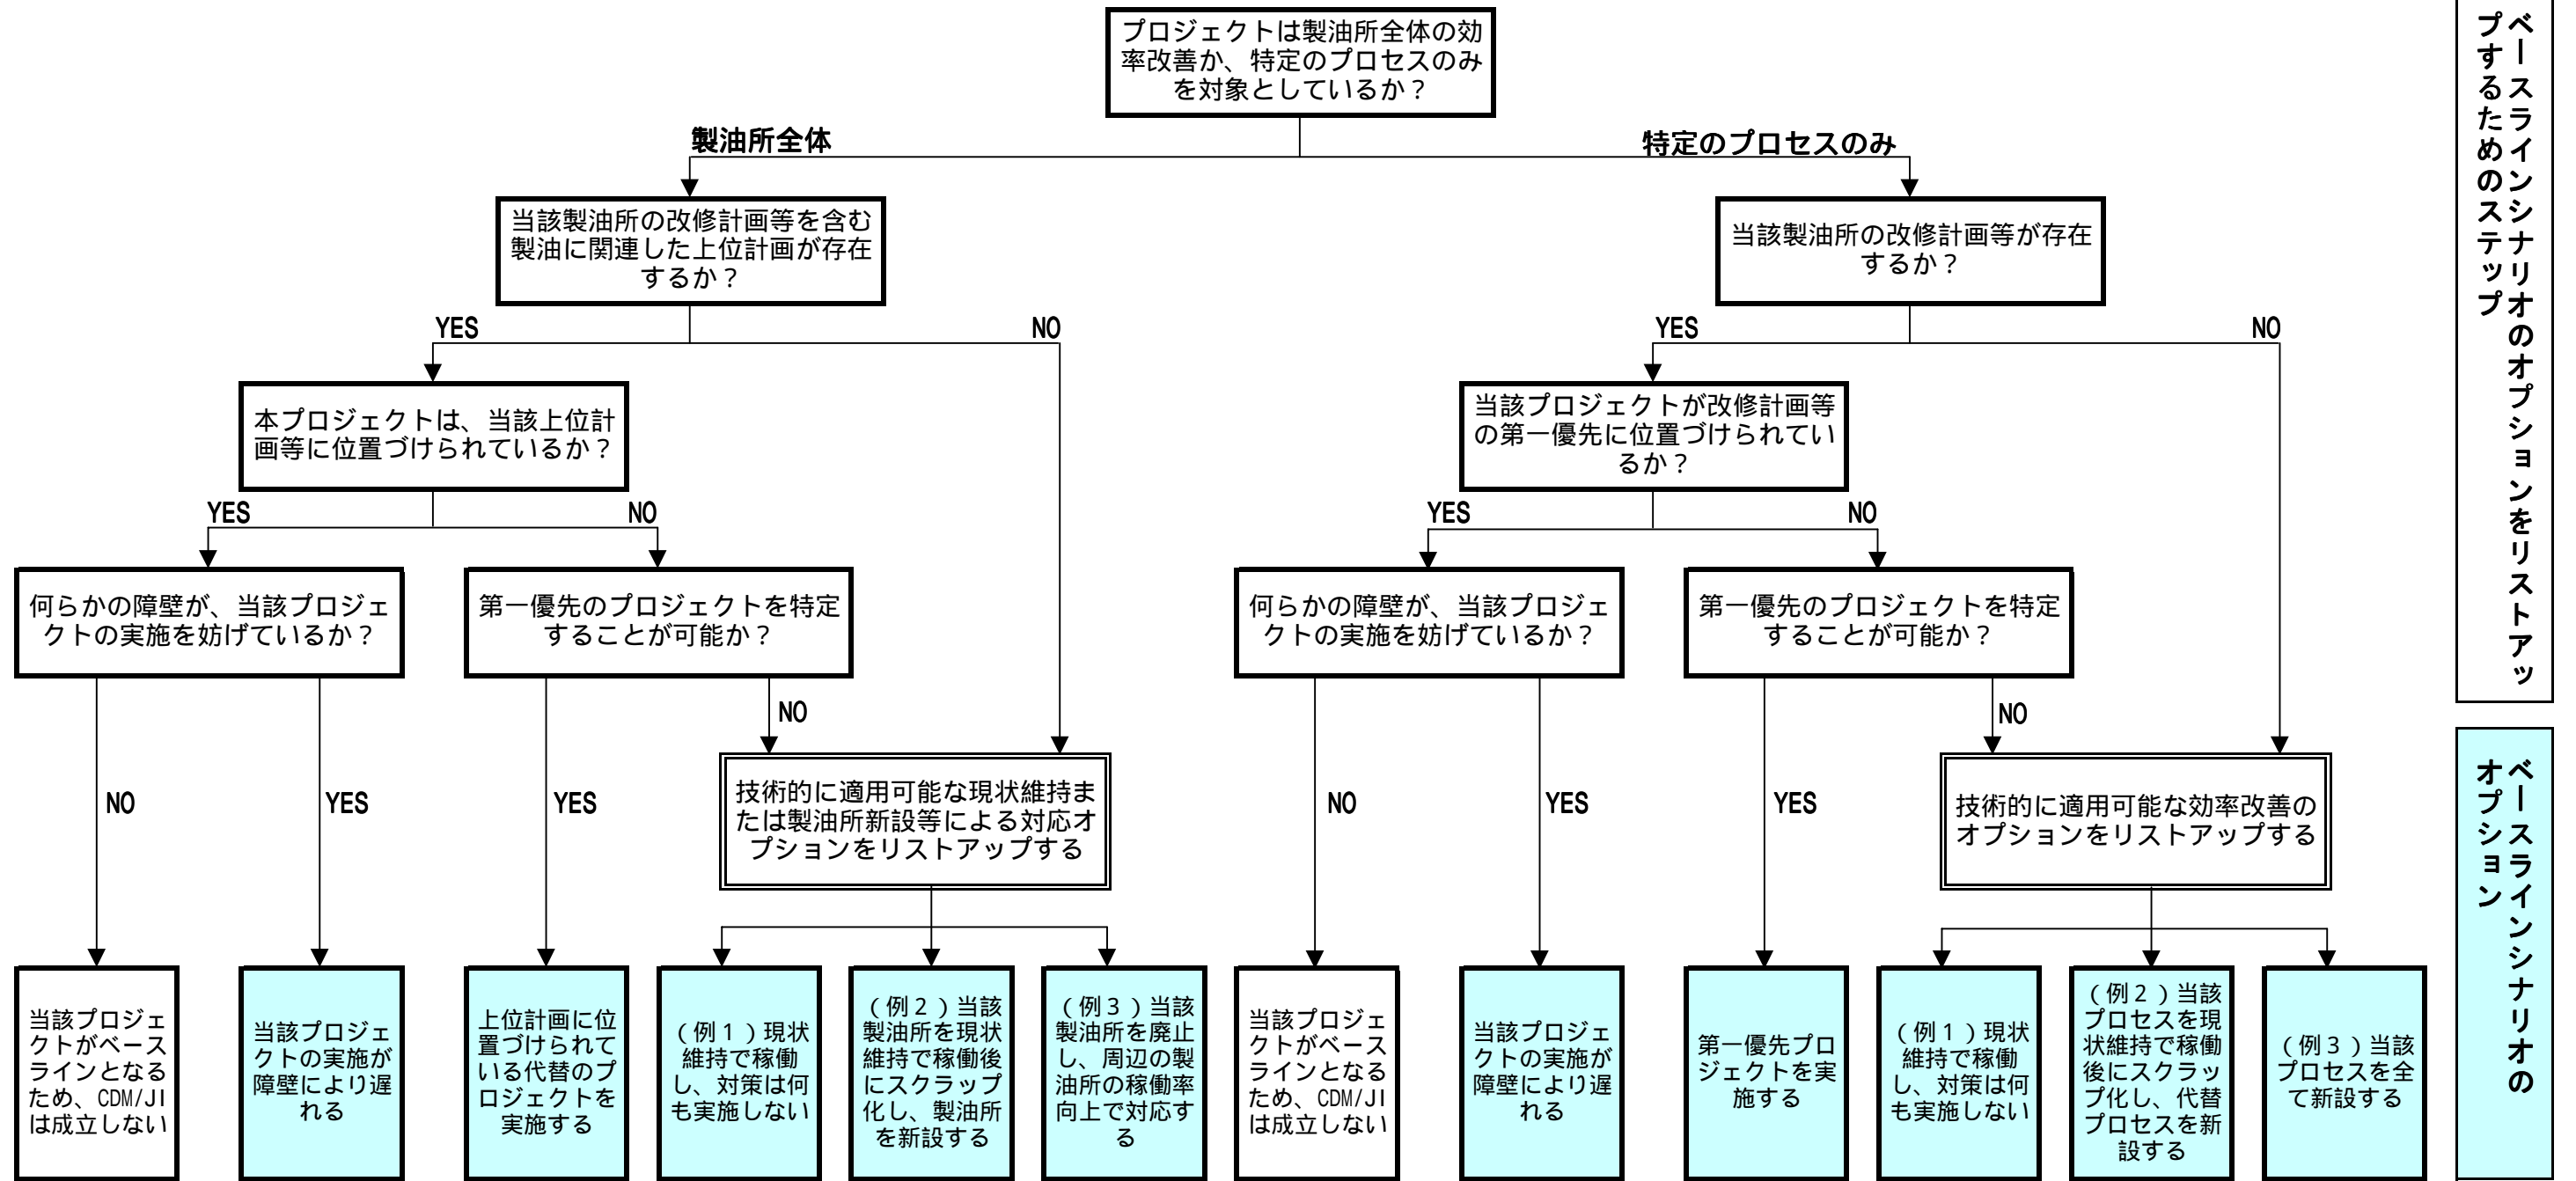 プロジェクトは製油所全体の効
率改善か、特定のプロセスのみ
を対象としているか？
製油所全体
特定のプロセスのみ
当該製油所の改修計画等を含む
製油に関連した上位計画が存在
するか？
当該製油所の改修計画等が存在
するか？
YES
NO
YES
NO
本プロジェクトは、当該上位計
画等に位置づけられているか？
当該プロジェクトが改修計画等
の第一優先に位置づけられてい
るか？
YES
NO
YES
NO
何らかの障壁が、当該プロジェ
クトの実施を妨げているか？
第一優先のプロジェクトを特定
することが可能か？
何らかの障壁が、当該プロジェ
クトの実施を妨げているか？
第一優先のプロジェクトを特定
することが可能か？
NO
NO
NO
YES
YES
技術的に適用可能な現状維持ま
たは製油所新設等による対応オ
プションをリストアップする
NO
YES
YES
技術的に適用可能な効率改善の
オプションをリストアップする
当該プロジェ
クトがベース
ラインとなる
ため、CDM/JI
は成立しない
当該プロジェ
クトの実施が
障壁により遅
れる
上位計画に位
置づけられて
いる代替のプ
ロジェクトを
実施する
（例１）現状
維持で稼働
し、対策は何
も実施しない
（例２）当該
製油所を現状
維持で稼働後
にスクラップ
化し、製油所
を新設する
（例３）当該
製油所を廃止
し、周辺の製
油所の稼働率
向上で対応す
る
当該プロジェ
クトがベース
ラインとなる
ため、CDM/JI
は成立しない
当該プロジェ
クトの実施が
障壁により遅
れる
第一優先プロ
ジェクトを実
施する
（例１）現状
維持で稼働
し、対策は何
も実施しない
（例２）当該
プロセスを現
状維持で稼働
後にスクラッ
プ化し、代替
プロセスを新
設する
（例３）当該
プロセスを全
て新設する
ベースラインシナリオのオプションをリストアッ
プするためのステップ
ベースラインシナリオの
オプション